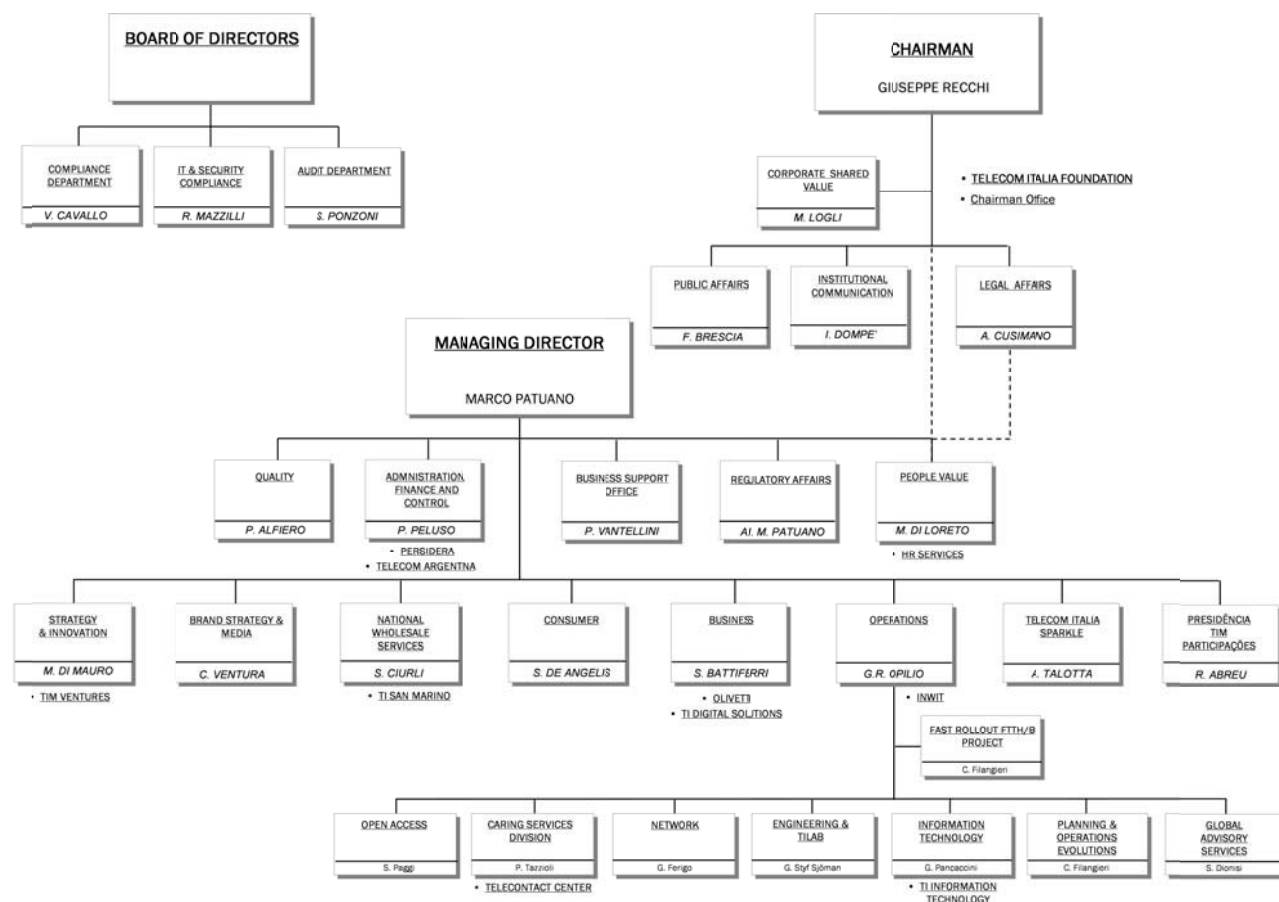 BOARD OF DIRECTORS
CHAIRMAN
GIUSEPPE RECCHI
COMPLIANCE
DEPARTMENT
V. CAVALLO
IT & SECURITY
COMPLIANCE
R. MAZZILLI
AUDIT DEPARTMENT
S. PONZONI
CORPORATE SHARED
VALUE
M. LOGLI
• TELECOM ITALIA FOUNDATION
• Chairman Office
PUBLIC AFFAIRS
F. BRESCIA
INSTITUTIONAL
COMMUNICATION
I. DOMPE'
LEGAL AFFAIRS
A. CUSIMANO
MANAGING DIRECTOR
MARCO PATUANO
QUALITY
P. ALFIERO
ADMNISTRATION
FINANCE AND
CONTROL
P. PELUSO
• PERSIDERA
• TELECOM ARGENTNA
BUSINESS SUPPORT
OFFICE
P. VANTELLINI
REGULATORY AFFAIRS
Al. M. PATUANO
PEOPLE VALUE
M. DI LORETO
• HR SERVICES
STRATEGY
& INNOVATION
M. DI MAURO
• TIM VENTURES
BRAND STRATEGY &
MEDIA
C. VENTURA
NATIONAL
WHOLESALE
SERVICES
S. CIURLI
• TI SAN MARINO
CONSUMER
S. DE ANGELIS
BUSINESS
S. BATTIFERRI
• OLIVETTI
• TI DIGITAL SOLUTIONS
OPERATIONS
G.R. OPILIO
• INWIT
TELECOM ITALIA
SPARKLE
A. TALOTTA
PRESIDÊNCIA
TIM
PARTICIPAÇÕES
R. ABREU
FAST ROLLOUT FTTH/B
PROJECT
C. Filangieri
OPEN ACCESS
S. Paggi
CARING SERVICES
DIVISION
P. Tazzioli
• TELECONTACT CENTER
NETWORK
G. Ferigo
ENGINEERING &
TILAB
G. Styf Sjöman
INFORMATION
TECHNOLOGY
G. Pancaccini
• TI INFORMATION
TECHNOLOGY
PLANNING &
OPERATIONS
EVOLUTIONS
C. Filangieri
GLOBAL
ADVISORY
SERVICES
S. Dionisi